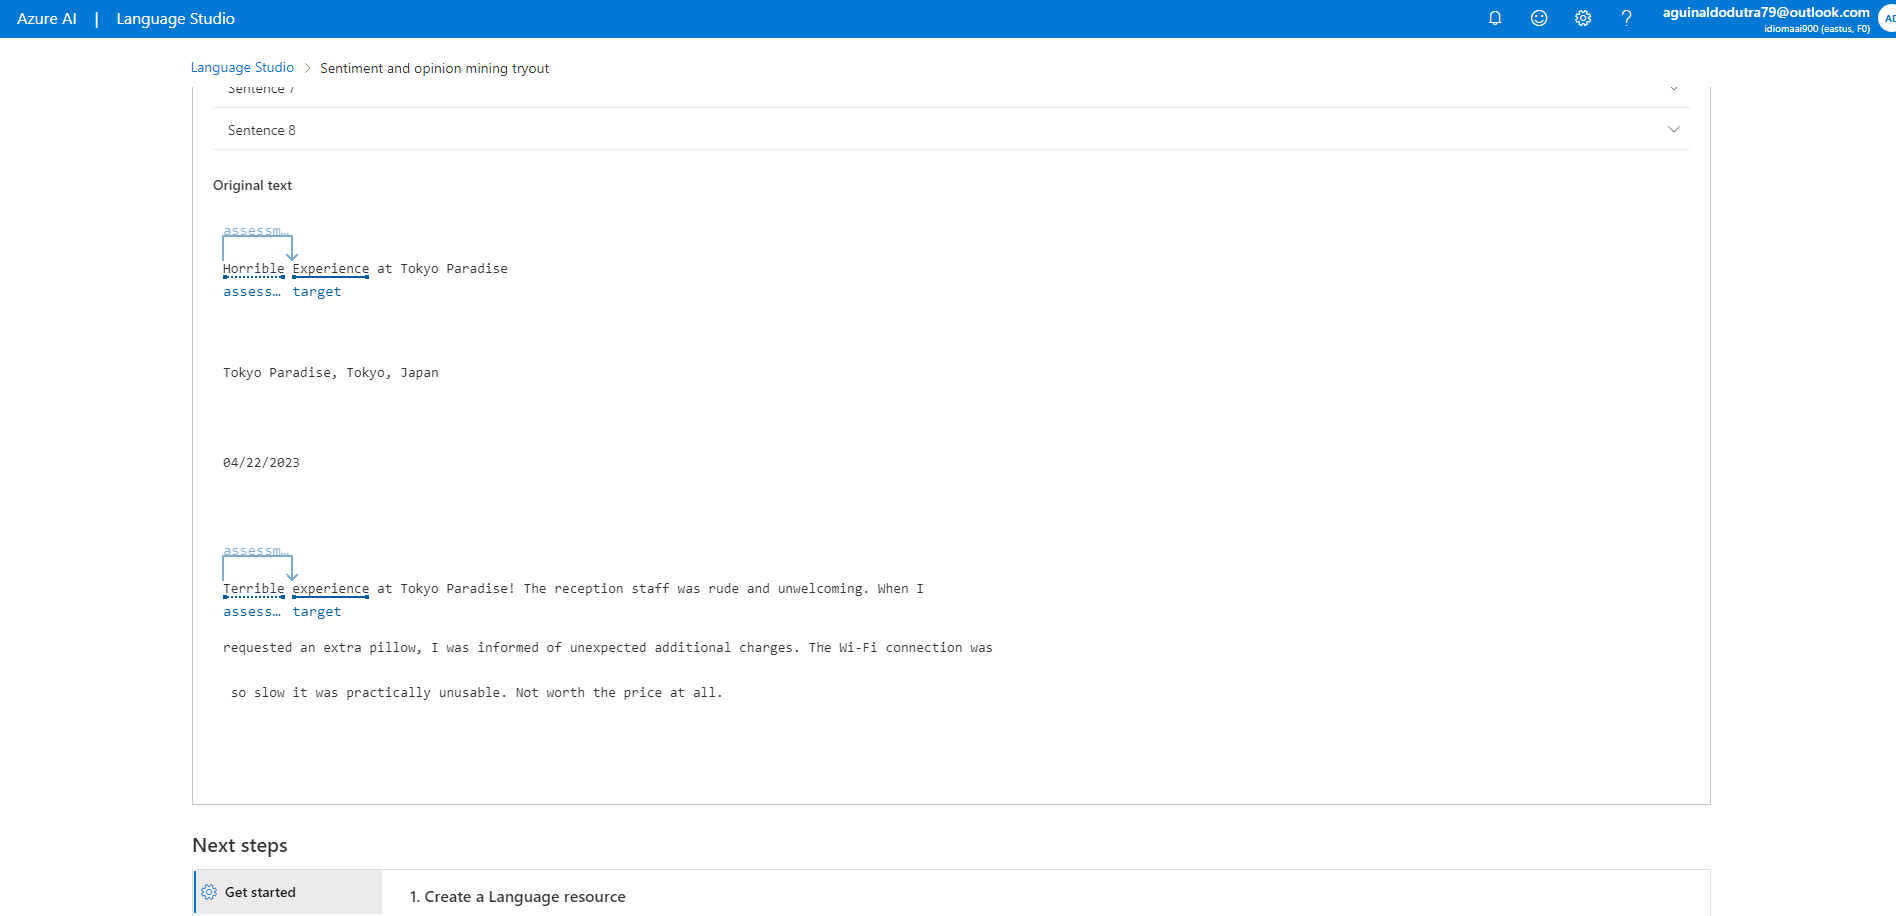 Azure AI | Language Studio
aguinaldodutra79@outlook.com
idiomaai900 (eastus, F0)
AD
Language Studio > Sentiment and opinion mining tryout
Sentence 7
Sentence 8
Original text
assessm…
Horrible Experience at Tokyo Paradise
assess… target
Tokyo Paradise, Tokyo, Japan
04/22/2023
assessm…
Terrible experience at Tokyo Paradise! The reception staff was rude and unwelcoming. When I
assess… target
requested an extra pillow, I was informed of unexpected additional charges. The Wi-Fi connection was
so slow it was practically unusable. Not worth the price at all.
Next steps
Get started
1. Create a Language resource